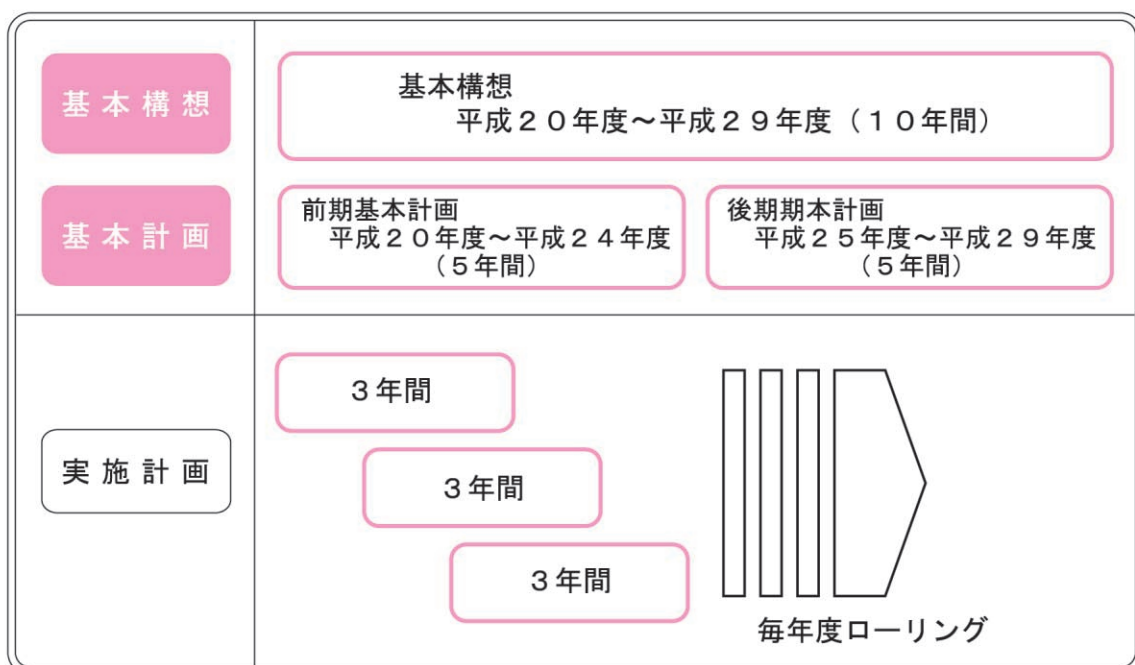 基本構想
基本構想
平成２０年度～平成２９年度（１０年間）
基本計画
前期基本計画
平成２０年度～平成２４年度
（５年間）
後期期本計画
平成２５年度～平成２９年度
（５年間）
実施計画
３年間
３年間
３年間
毎年度ローリング